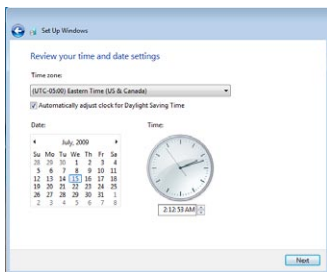 Set Up Windows
Review your time and date settings
Time zone:
(UTC-05:00) Eastern Time (US & Canada)
Automatically adjust clock for Daylight Saving Time
Date:
Time:
July, 2009
Su Mo Tu We Th Fr Sa
28 29 30 1 2 3 4
5 6 7 8 9 10 11
12 13 14 15 16 17 18
19 20 21 22 23 24 25
26 27 28 29 30 31 1
2 3 4 5 6 7 8
2:12:53 AM
Next